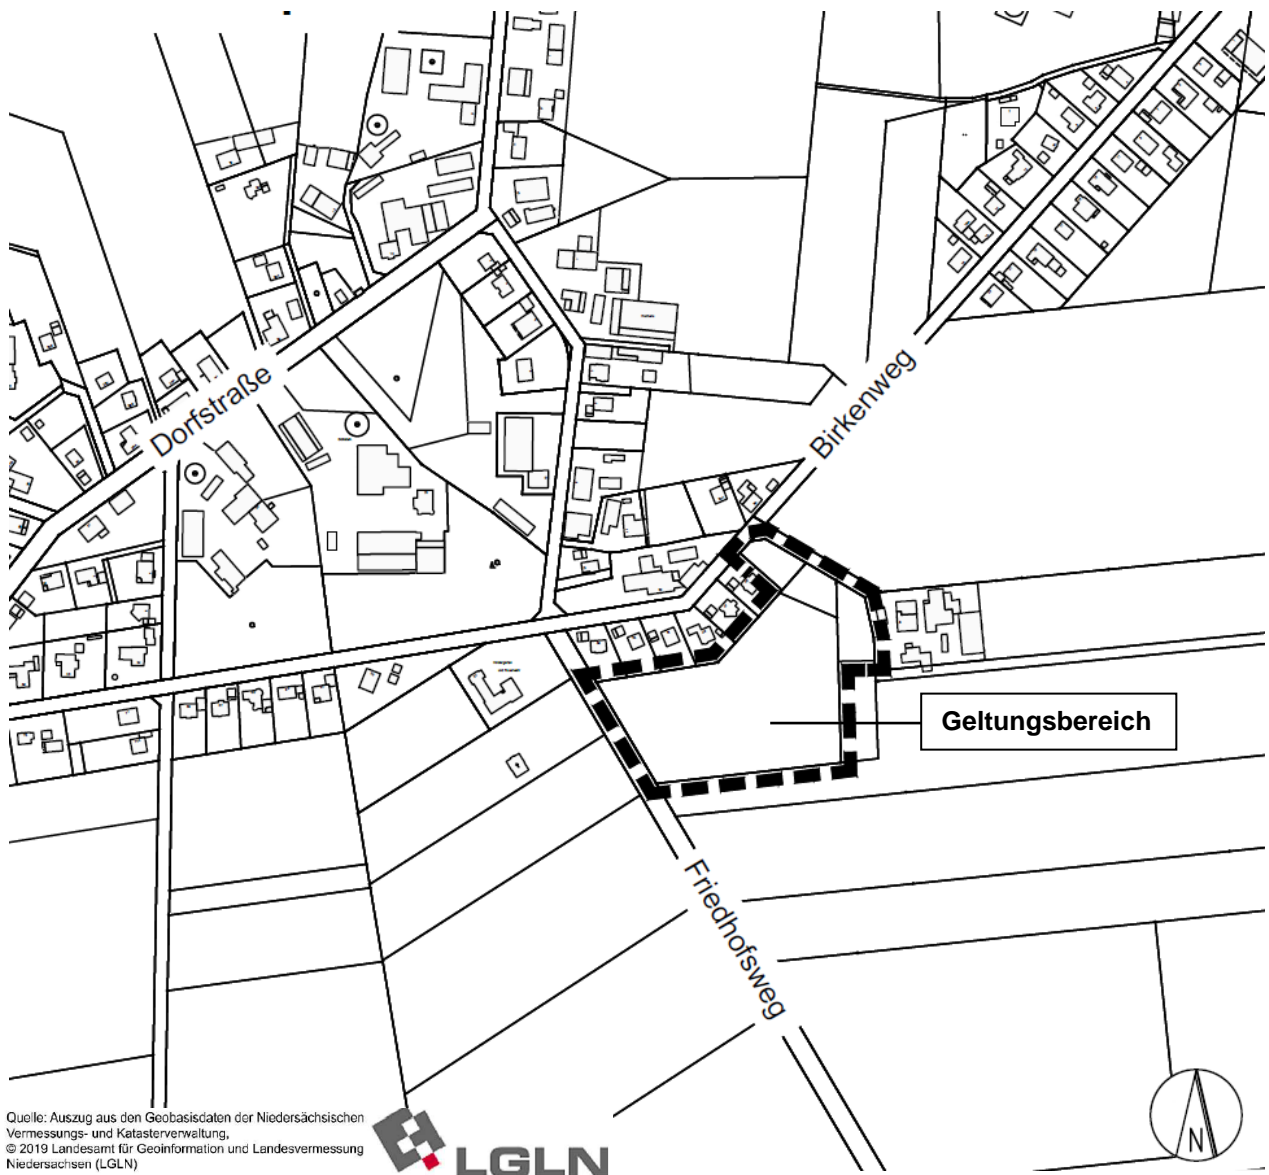 Dorfstraße
Birkenweg
Geltungsbereich
Friedhofsweg
N
Quelle: Auszug aus den Geobasisdaten der Niedersächsischen
Vermessungs- und Katasterverwaltung,
© 2019 Landesamt für Geoinformation und Landesvermessung
Niedersachsen (LGLN)
LGLN